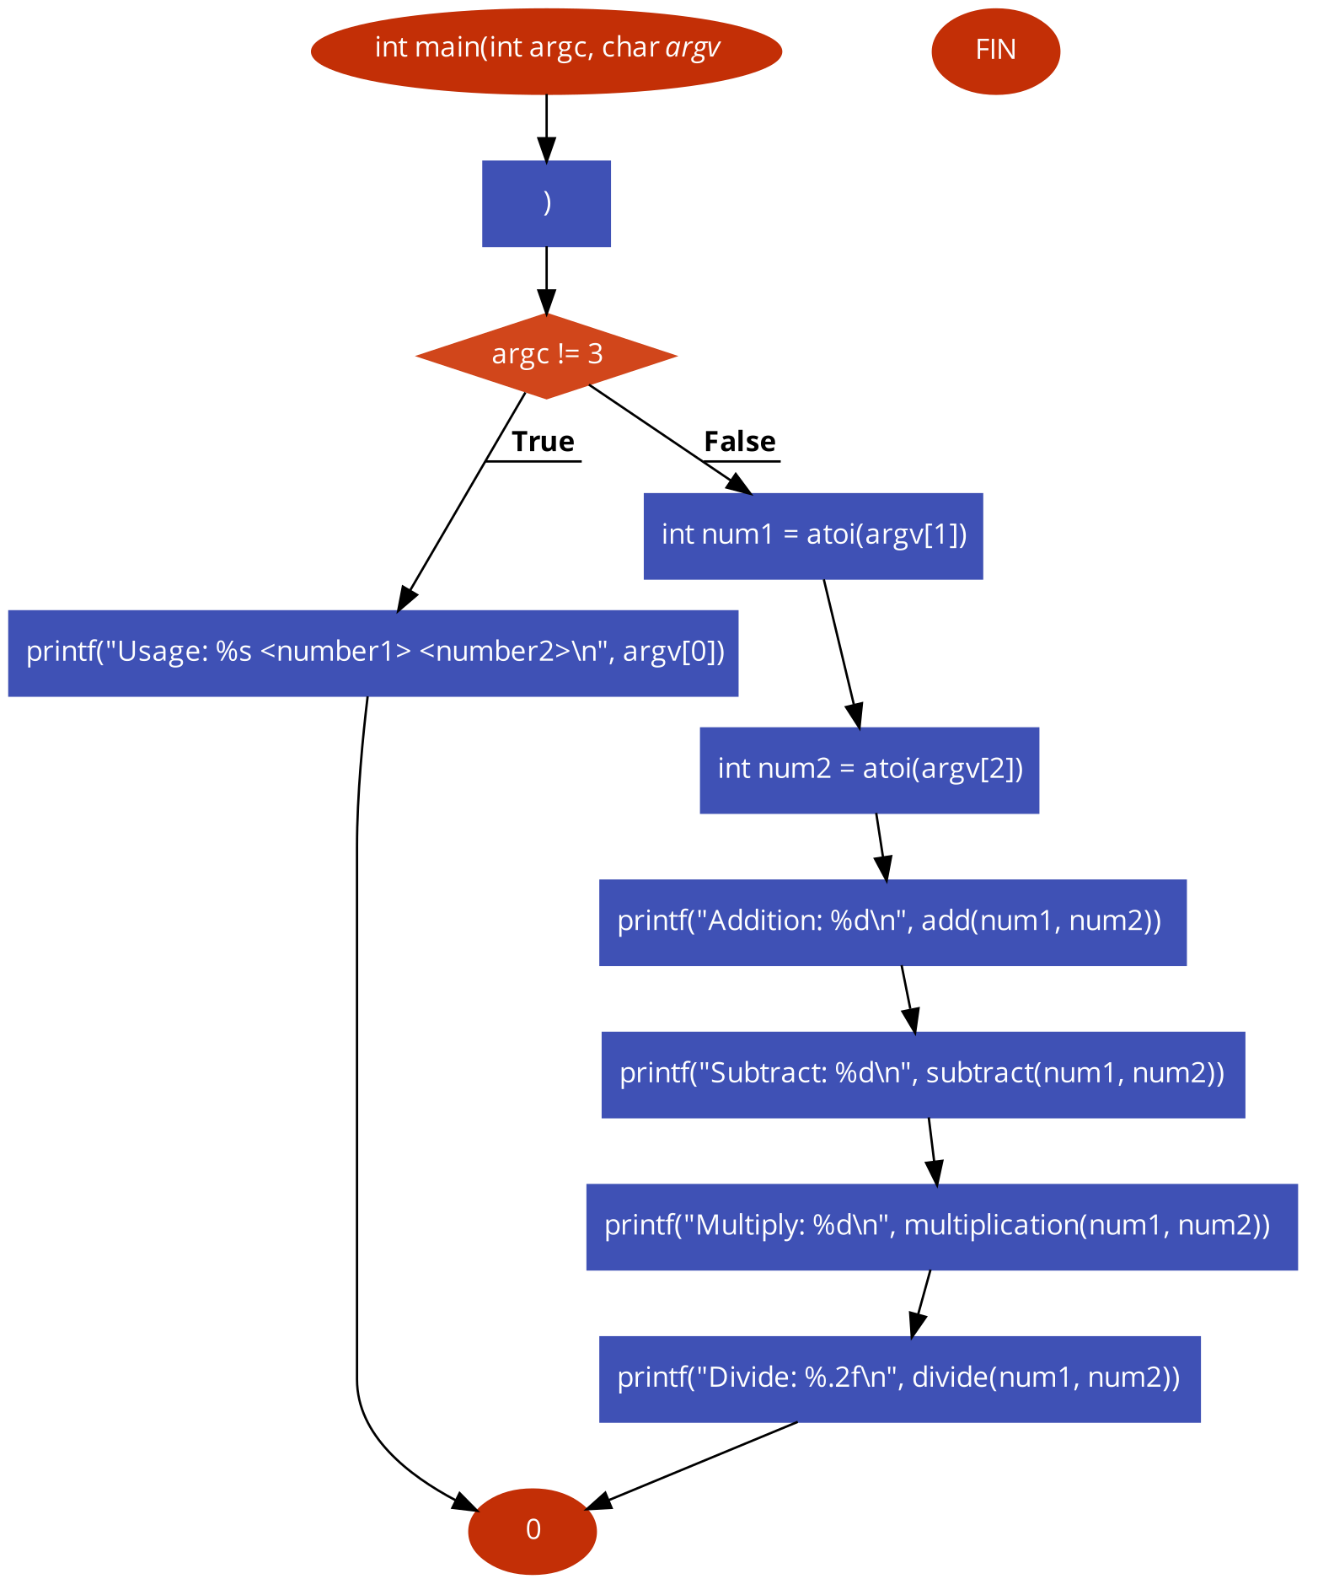 int main(int argc, char argv
FIN
)
argc != 3
True
False
int num1 = atoi(argv[1])
printf("Usage: %s <number1> <number2>\n", argv[0])
int num2 = atoi(argv[2])
printf("Addition: %d\n", add(num1, num2))
printf("Subtract: %d\n", subtract(num1, num2))
printf("Multiply: %d\n", multiplication(num1, num2))
printf("Divide: %.2f\n", divide(num1, num2))
0